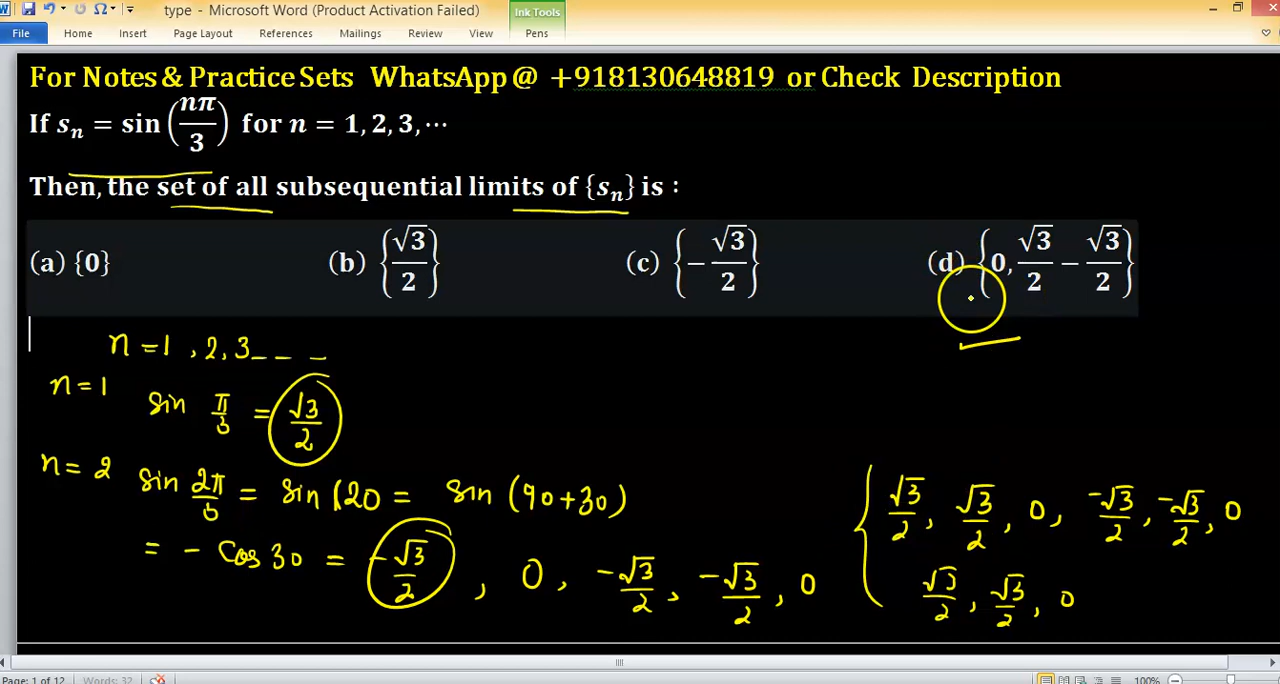 type - Microsoft Word (Product Activation Failed)
Ink Tools
File Home Insert Page Layout References Mailings Review View Pens
For Notes & Practice Sets WhatsApp @ +918130648819 or Check Description
If sₙ = sin (nπ/3) for n = 1, 2, 3, ⋯
Then, the set of all subsequential limits of {sₙ} is :
(a) {0} (b) {√3/2} (c) {−√3/2} (d) {0, √3/2 − √3/2}
n = 1, 2, 3_ _ _
n = 1 sin π/3 = √3/2
n = 2 sin 2π/3 = sin 120 = sin (90+30)
= - cos 30 = -√3/2, 0, -√3/2, -√3/2, 0
{ √3/2, √3/2, 0, -√3/2, -√3/2, 0
√3/2, √3/2, 0
Page: 1 of 12 Words: 32 100%